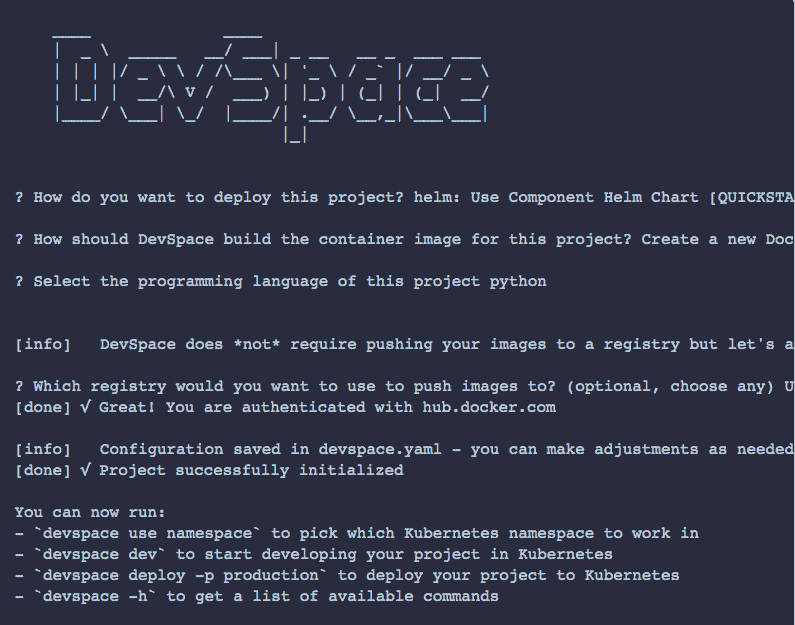 DevSpace
? How do you want to deploy this project? helm: Use Component Helm Chart [QUICKSTA
? How should DevSpace build the container image for this project? Create a new Doc
? Select the programming language of this project python
[info]   DevSpace does *not* require pushing your images to a registry but let's a
? Which registry would you want to use to push images to? (optional, choose any) U
[done] √ Great! You are authenticated with hub.docker.com
[info]   Configuration saved in devspace.yaml - you can make adjustments as needed
[done] √ Project successfully initialized
You can now run:
- `devspace use namespace` to pick which Kubernetes namespace to work in
- `devspace dev` to start developing your project in Kubernetes
- `devspace deploy -p production` to deploy your project to Kubernetes
- `devspace -h` to get a list of available commands